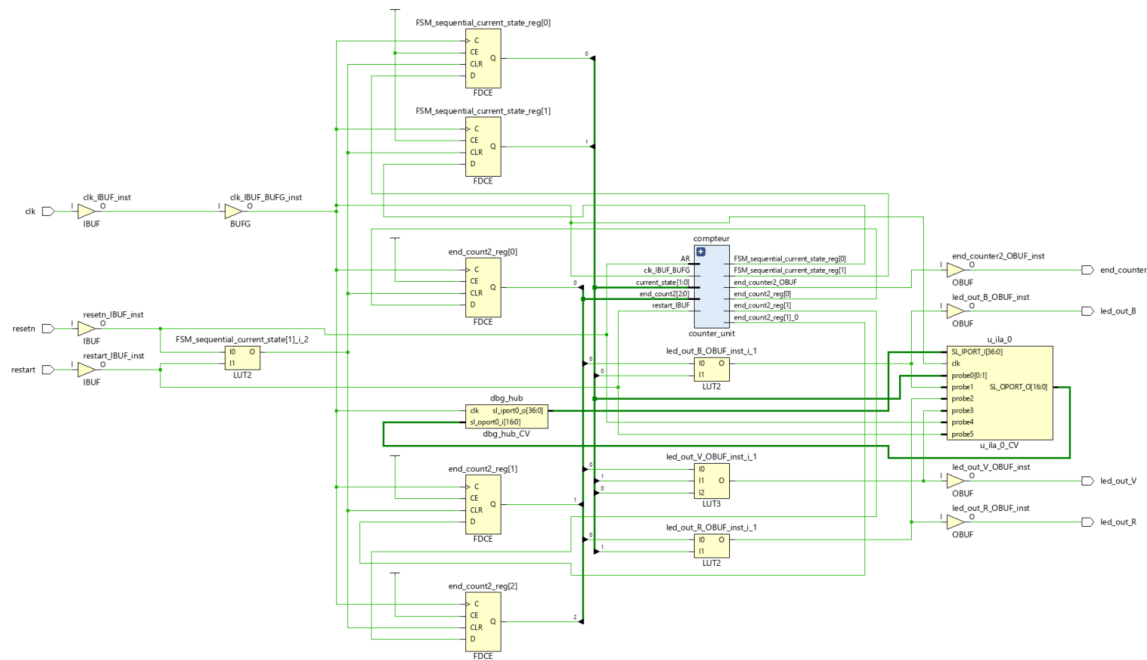 FSM_sequential_current_state_reg[0]
C
CE
CLR
D
Q
FDCE
0
FSM_sequential_current_state_reg[1]
C
CE
CLR
D
Q
FDCE
1
clk
clk_IBUF_inst
I O
IBUF
clk_IBUF_BUFG_inst
I O
BUFG
end_count2_reg[0]
C
CE
CLR
D
Q
FDCE
0
compteur
AR
clk_IBUF_BUFG
current_state[1:0]
end_count2[2:0]
restart_IBUF
FSM_sequential_current_state_reg[0]
FSM_sequential_current_state_reg[1]
end_counter2_OBUF
end_count2_reg[0]
end_count2_reg[1]
end_count2_reg[1]_0
counter_unit
end_counter2_OBUF_inst
I O
OBUF
end_counter
led_out_B_OBUF_inst
I O
OBUF
led_out_B
resetn
resetn_IBUF_inst
I O
IBUF
restart
restart_IBUF_inst
I O
IBUF
FSM_sequential_current_state[1]_i_2
I0 O
I1
LUT2
led_out_B_OBUF_inst_i_1
0
0
I0 O
I1
LUT2
u_ila_0
SL_IPORT_I[36:0]
clk
probe0[0:1]
probe1
probe2
probe3
probe4
probe5
SL_OPORT_O[16:0]
u_ila_0_CV
dbg_hub
clk sl_iport0_o[36:0]
sl_oport0_i[16:0]
dbg_hub_CV
end_count2_reg[1]
C
CE
CLR
D
Q
FDCE
1
led_out_V_OBUF_inst_i_1
0
1
0
I0
I1 O
I2
LUT3
led_out_V_OBUF_inst
I O
OBUF
led_out_V
led_out_R_OBUF_inst_i_1
0
1
I0 O
I1
LUT2
led_out_R_OBUF_inst
I O
OBUF
led_out_R
end_count2_reg[2]
C
CE
CLR
D
Q
FDCE
2